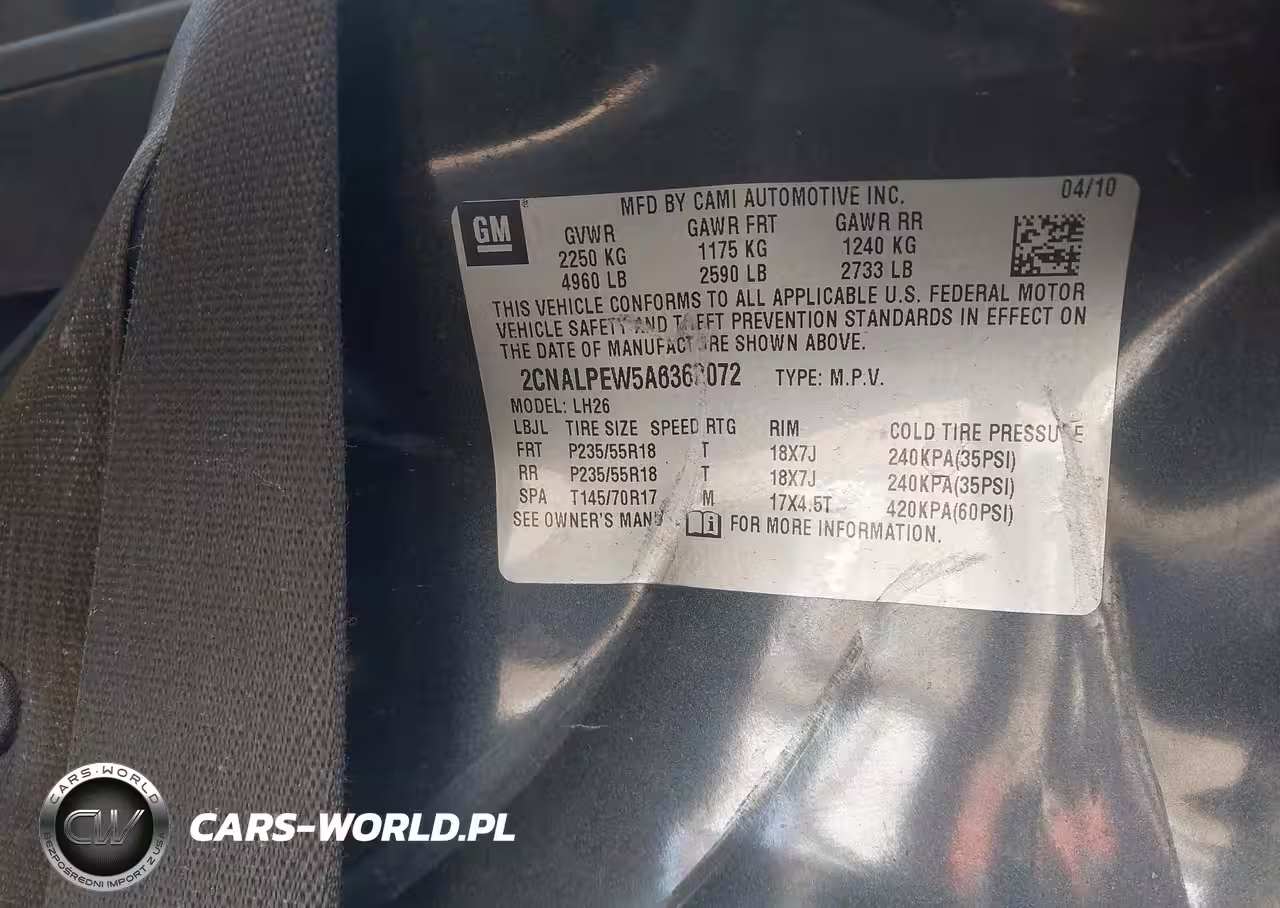 GM
MFD BY CAMI AUTOMOTIVE INC. 04/10
GVWR GAWR FRT GAWR RR
2250 KG 1175 KG 1240 KG
4960 LB 2590 LB 2733 LB
THIS VEHICLE CONFORMS TO ALL APPLICABLE U.S. FEDERAL MOTOR
VEHICLE SAFETY AND THEFT PREVENTION STANDARDS IN EFFECT ON
THE DATE OF MANUFACTURE SHOWN ABOVE.
2CNALPEW5A6362072 TYPE: M.P.V.
MODEL: LH26
LBJL TIRE SIZE SPEED RTG RIM COLD TIRE PRESSURE
FRT P235/55R18 T 18X7J 240KPA(35PSI)
RR P235/55R18 T 18X7J 240KPA(35PSI)
SPA T145/70R17 M 17X4.5T 420KPA(60PSI)
SEE OWNER'S MANUAL FOR MORE INFORMATION.
CARS-WORLD
CW
BEZPOŚREDNI IMPORT Z USA
CARS-WORLD.PL